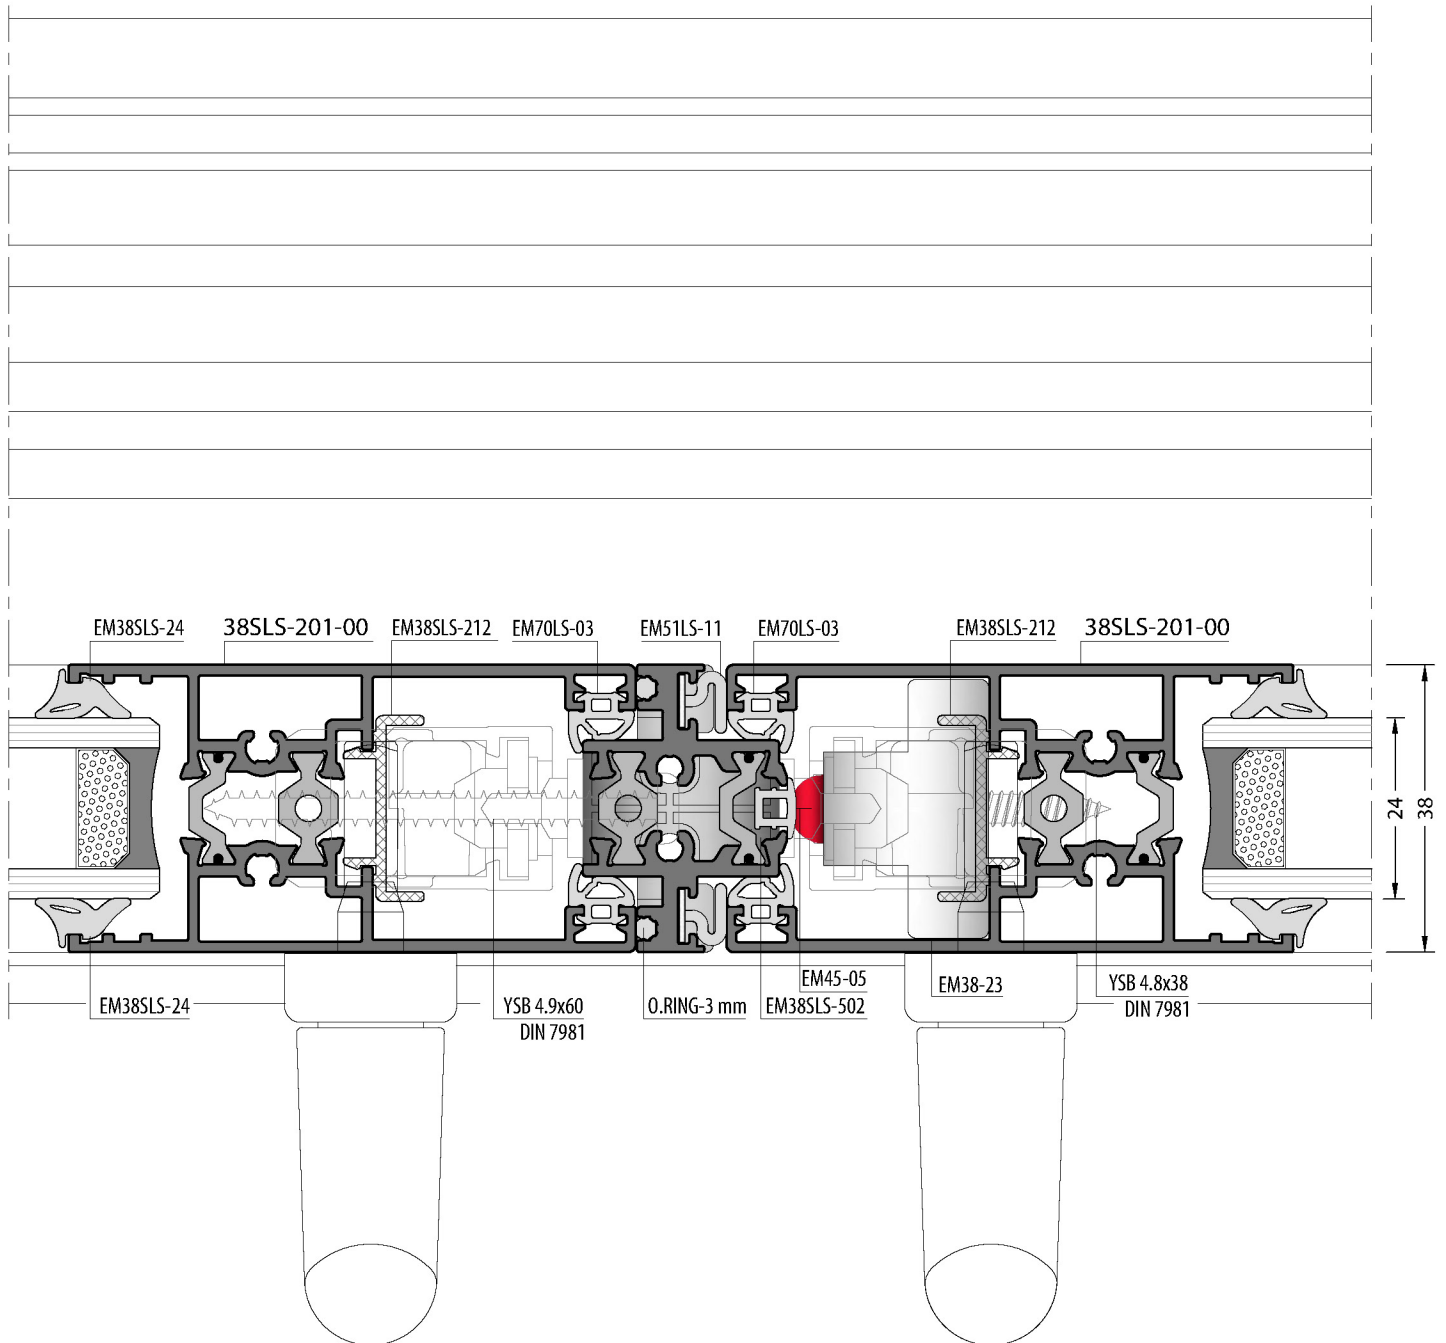 EM38SLS-24
38SLS-201-00
EM38SLS-212
EM70LS-03
EM51LS-11
EM70LS-03
EM38SLS-212
38SLS-201-00
24
38
EM38SLS-24
YSB 4.9x60
DIN 7981
O.RING-3 mm
EM45-05
EM38SLS-502
EM38-23
YSB 4.8x38
DIN 7981